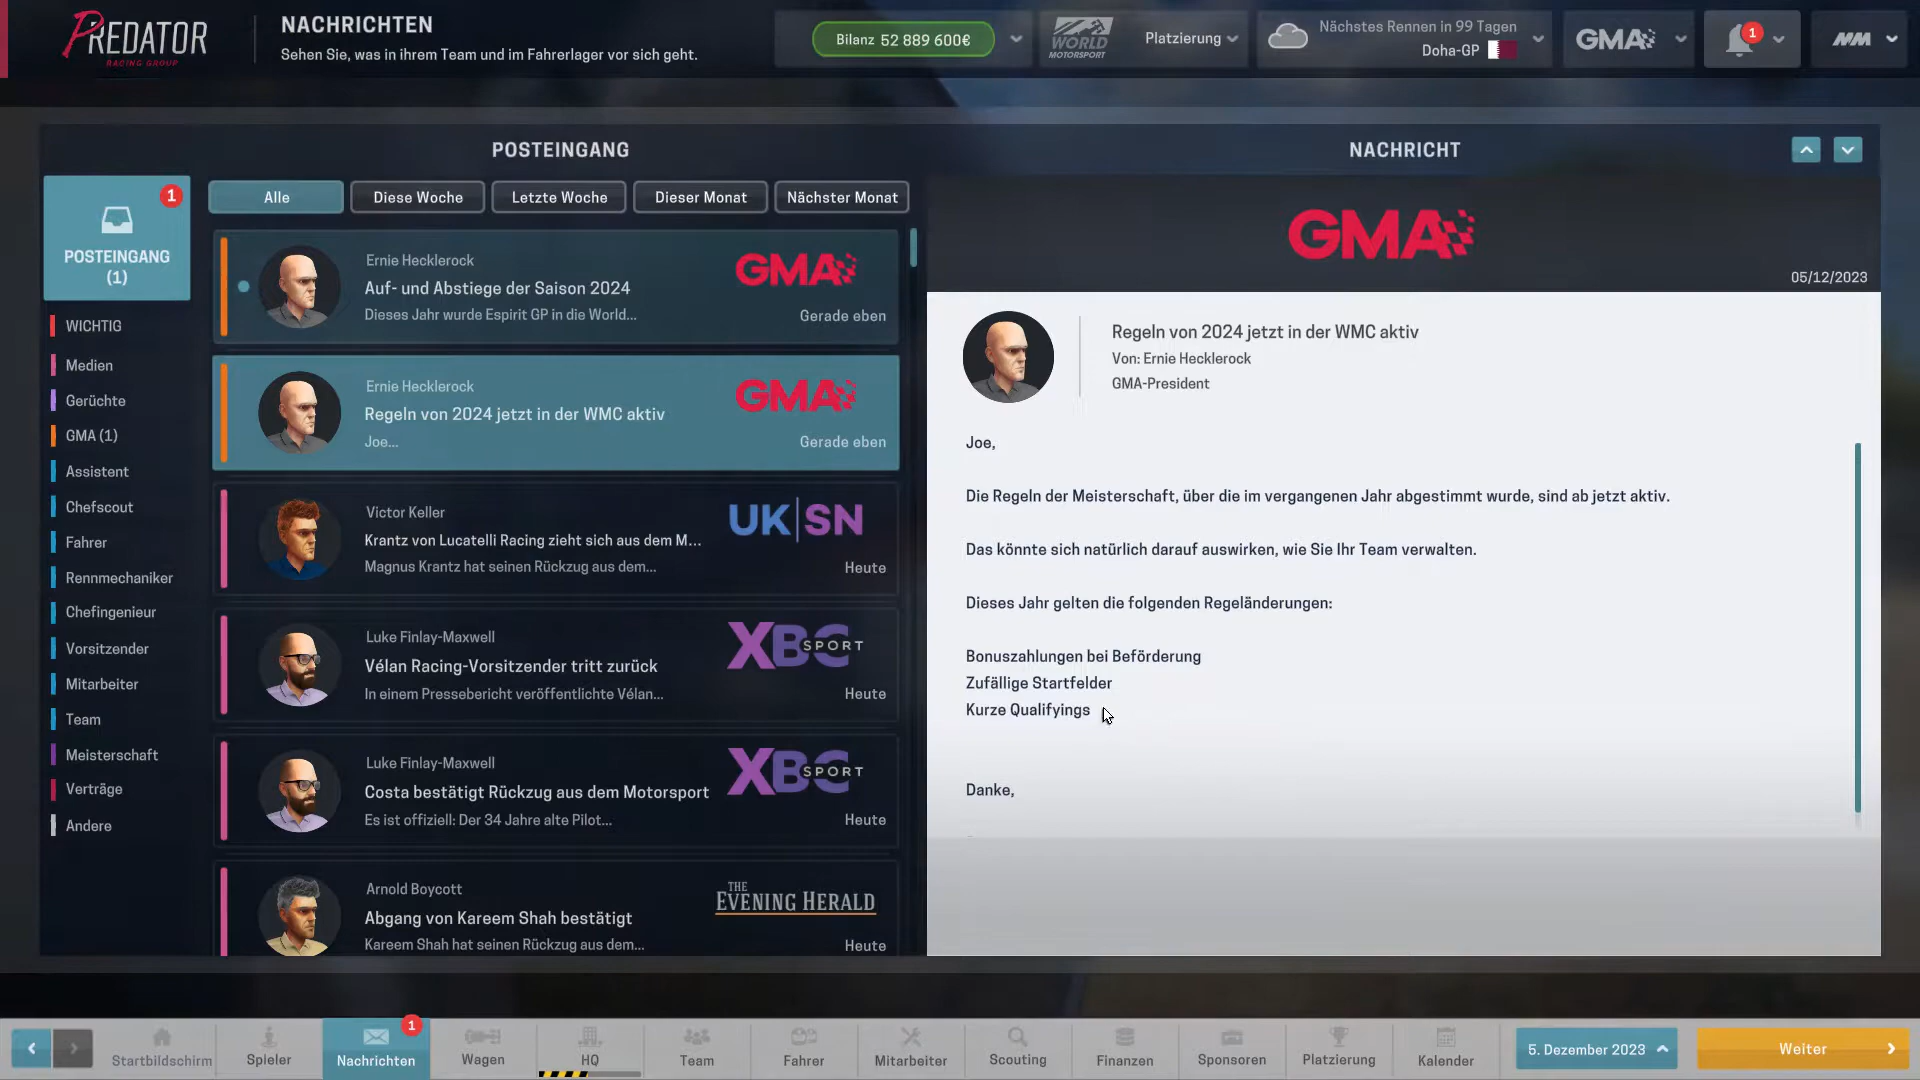 PREDATOR
RACING GROUP
NACHRICHTEN
Sehen Sie, was in ihrem Team und im Fahrerlager vor sich geht.
Bilanz 52 889 600€
WORLD
MOTORSPORT
Platzierung
Nächstes Rennen in 99 Tagen
Doha-GP
GMA
1
MM
POSTEINGANG
NACHRICHT
1
POSTEINGANG
(1)
WICHTIG
Medien
Gerüchte
GMA (1)
Assistent
Chefscout
Fahrer
Rennmechaniker
Chefingenieur
Vorsitzender
Mitarbeiter
Team
Meisterschaft
Verträge
Andere
Alle
Diese Woche
Letzte Woche
Dieser Monat
Nächster Monat
Ernie Hecklerock
Auf- und Abstiege der Saison 2024
Dieses Jahr wurde Espirit GP in die World...
GMA
Gerade eben
Ernie Hecklerock
Regeln von 2024 jetzt in der WMC aktiv
Joe...
GMA
Gerade eben
Victor Keller
Krantz von Lucatelli Racing zieht sich aus dem M...
Magnus Krantz hat seinen Rückzug aus dem...
UK|SN
Heute
Luke Finlay-Maxwell
Vélan Racing-Vorsitzender tritt zurück
In einem Pressebericht veröffentlichte Vélan...
XBC SPORT
Heute
Luke Finlay-Maxwell
Costa bestätigt Rückzug aus dem Motorsport
Es ist offiziell: Der 34 Jahre alte Pilot...
XBC SPORT
Heute
Arnold Boycott
Abgang von Kareem Shah bestätigt
Kareem Shah hat seinen Rückzug aus dem...
THE
EVENING HERALD
Heute
GMA
05/12/2023
Regeln von 2024 jetzt in der WMC aktiv
Von: Ernie Hecklerock
GMA-President
Joe,
Die Regeln der Meisterschaft, über die im vergangenen Jahr abgestimmt wurde, sind ab jetzt aktiv.
Das könnte sich natürlich darauf auswirken, wie Sie Ihr Team verwalten.
Dieses Jahr gelten die folgenden Regeländerungen:
Bonuszahlungen bei Beförderung
Zufällige Startfelder
Kurze Qualifyings
Danke,
Startbildschirm
Spieler
1
Nachrichten
Wagen
HQ
Team
Fahrer
Mitarbeiter
Scouting
Finanzen
Sponsoren
Platzierung
Kalender
5. Dezember 2023
Weiter